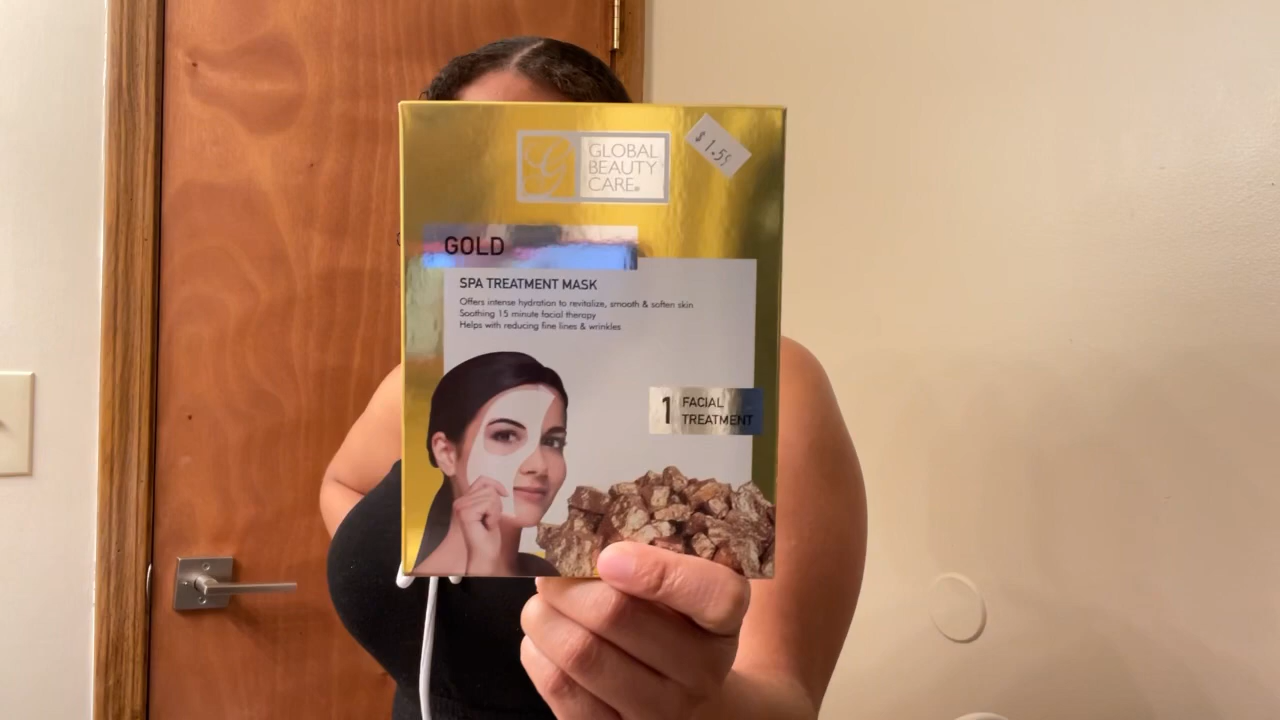 GLOBAL
BEAUTY
CARE®
$1.59
GOLD
SPA TREATMENT MASK
Offers intense hydration to revitalize, smooth & soften skin
Soothing 15 minute facial therapy
Helps with reducing fine lines & wrinkles
1 FACIAL
TREATMENT